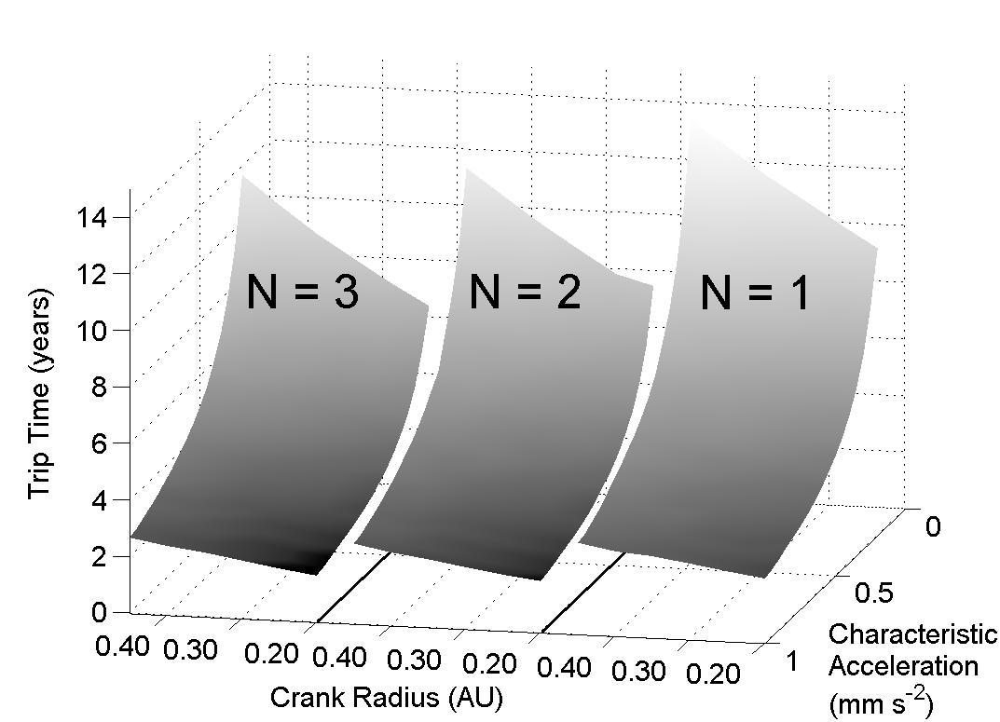 14
12
10
8
6
4
2
0
Trip Time (years)
N = 3
N = 2
N = 1
0.40 0.30 0.20 0.40 0.30 0.20 0.40 0.30 0.20
Crank Radius (AU)
0
0.5
1
Characteristic
Acceleration
(mm s-2)